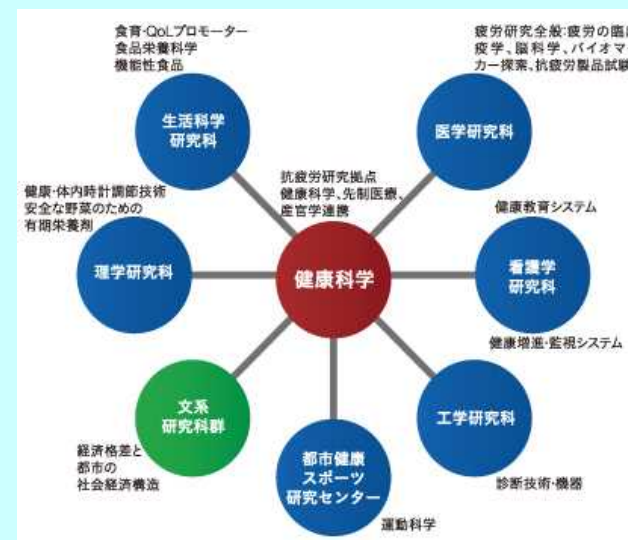 食育・QoLプロモーター
食品栄養科学
機能性食品
疲労研究全般:疲労の臨
疫学、脳科学、バイオマー
カー探索、抗疲労製品試験
生活科学
研究科
医学研究科
抗疲労研究拠点
健康科学、先制医療、
産官学連携
健康・体内時計調節技術
安全な野菜のための
有期栄養剤
健康教育システム
理学研究科
健康科学
看護学
研究科
健康増進・監視システム
文系
研究科群
工学研究科
経済格差と
都市の
社会経済構造
都市健康
スポーツ
研究センター
診断技術・機器
運動科学